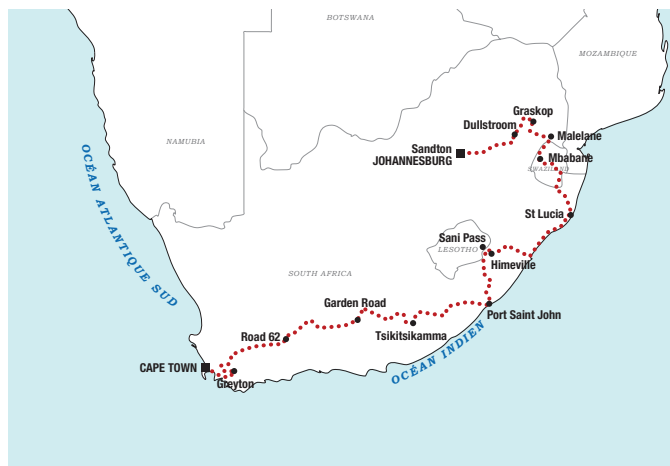 BOTSWANA
MOZAMBIQUE
Graskop
Dullstroom
Malelane
NAMUBIA
Sandton
JOHANNESBURG
Mbabane
SWAZILAND
OCÉAN ATLANTIQUE SUD
St Lucia
Sani Pass
LESOTHO
Himeville
SOUTH AFRICA
Garden Road
Port Saint John
Road 62
Tsikitsikamma
OCÉAN INDIEN
CAPE TOWN
Greyton